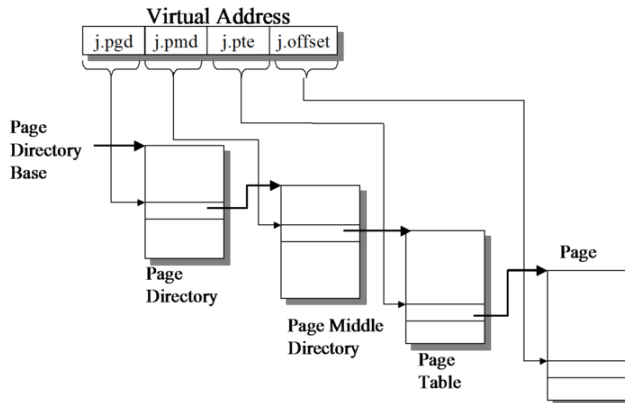 Virtual Address
j.pgd j.pmd j.pte j.offset
Page
Directory
Base
Page
Directory
Page Middle
Directory
Page
Table
Page